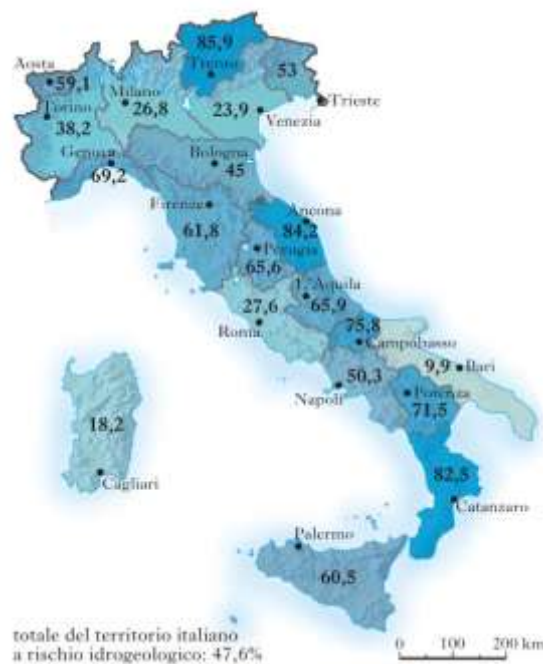 85,9
Trento
Aosta
59,1
53
Trieste
Milano
26,8
23,9
Venezia
Torino
38,2
Genova
69,2
Bologna
45
Firenze
61,8
Ancona
84,2
Perugia
65,6
L'Aquila
65,9
27,6
Roma
75,8
Campobasso
50,3
Napoli
9,9
Bari
Potenza
71,5
18,2
Cagliari
82,5
Catanzaro
Palermo
60,5
totale del territorio italiano
a rischio idrogeologico: 47,6%
0 100 200 km